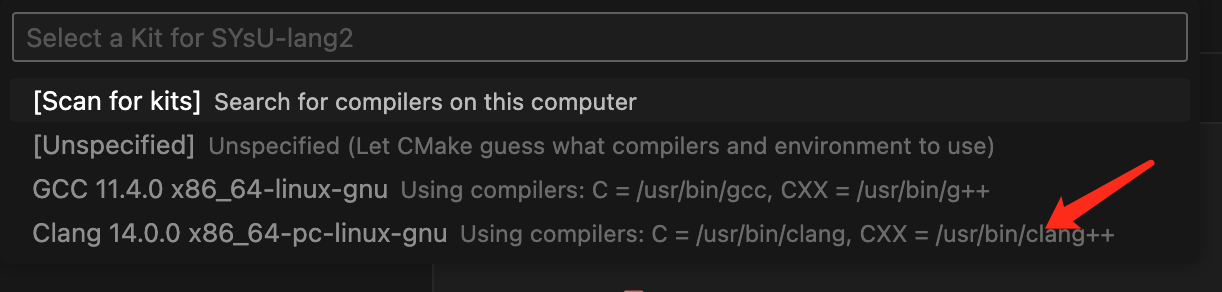 Select a Kit for SYsU-lang2
[Scan for kits] Search for compilers on this computer
[Unspecified] Unspecified (Let CMake guess what compilers and environment to use)
GCC 11.4.0 x86_64-linux-gnu Using compilers: C = /usr/bin/gcc, CXX = /usr/bin/g++
Clang 14.0.0 x86_64-pc-linux-gnu Using compilers: C = /usr/bin/clang, CXX = /usr/bin/clang++